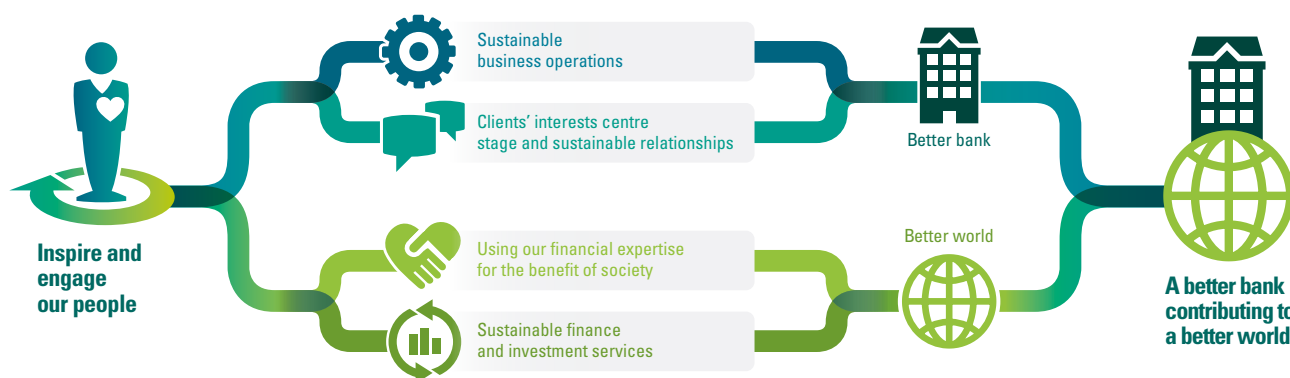 Inspire and
engage
our people
Sustainable
business operations
Clients’ interests centre
stage and sustainable relationships
Using our financial expertise
for the benefit of society
Sustainable finance
and investment services
Better bank
Better world
A better bank
contributing to
a better world